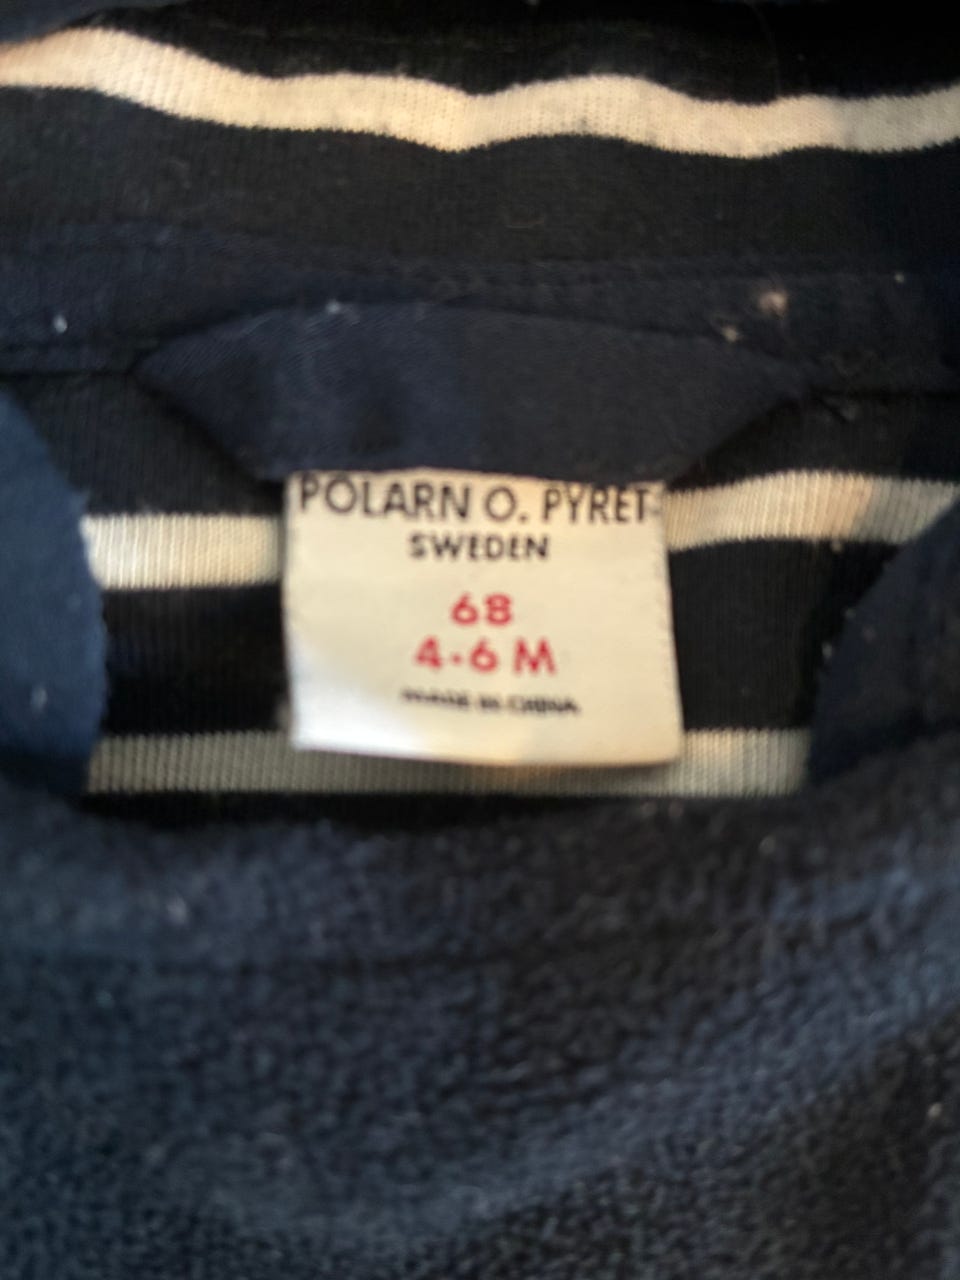 POLARN O. PYRET
SWEDEN
68
4-6 M
MADE IN CHINA